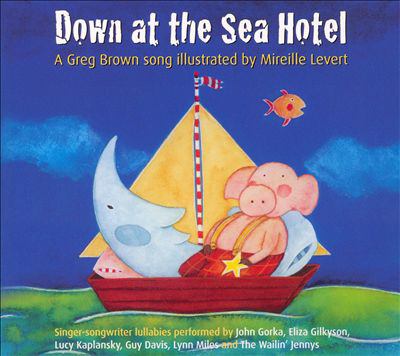 Down at the Sea Hotel
A Greg Brown song illustrated by Mireille Levert
Singer-songwriter lullabies performed by John Gorka, Eliza Gilkyson,
Lucy Kaplansky, Guy Davis, Lynn Miles and The Wailin' Jennys